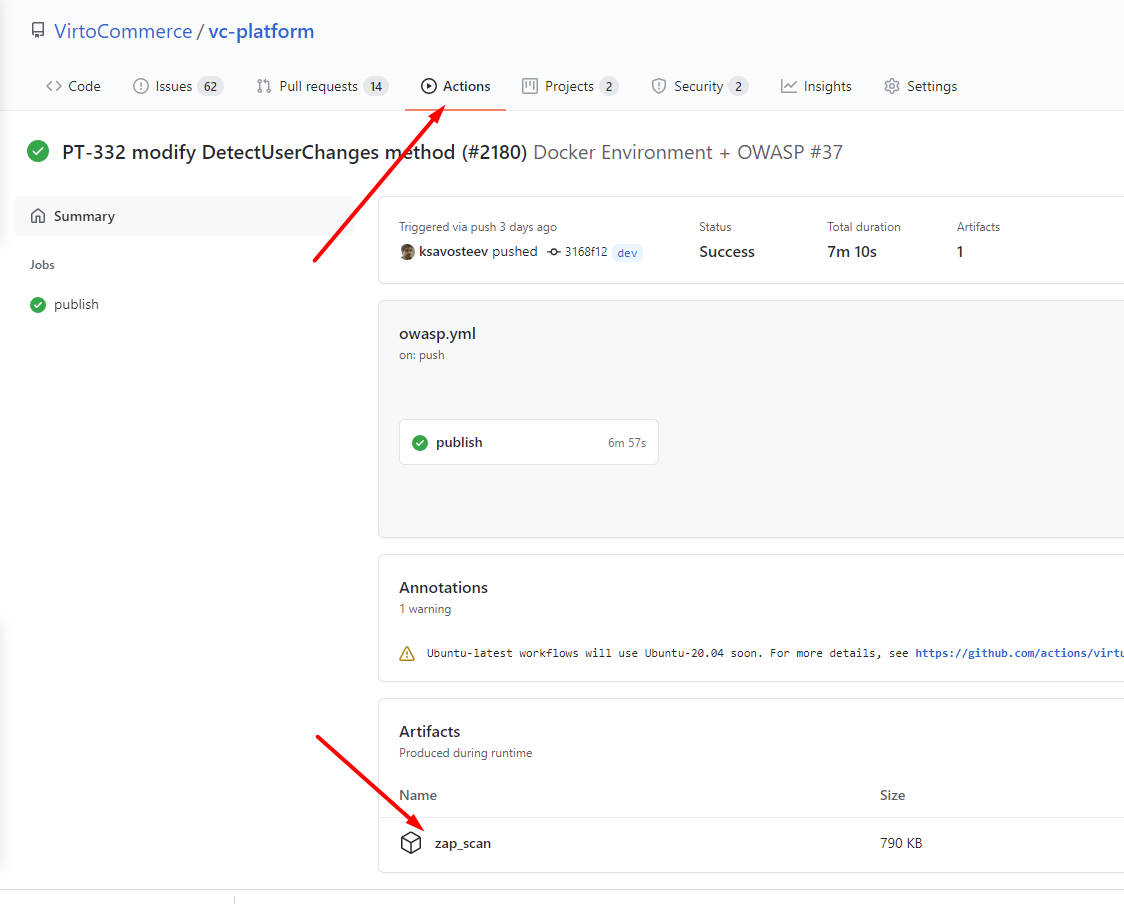 VirtoCommerce / vc-platform
Code Issues 62 Pull requests 14 Actions Projects 2 Security 2 Insights Settings
PT-332 modify DetectUserChanges method (#2180) Docker Environment + OWASP #37
Summary
Jobs
publish
Triggered via push 3 days ago Status Total duration Artifacts
ksavosteev pushed 3168f12 dev Success 7m 10s 1
owasp.yml
on: push
publish 6m 57s
Annotations
1 warning
Ubuntu-latest workflows will use Ubuntu-20.04 soon. For more details, see https://github.com/actions/virtu
Artifacts
Produced during runtime
Name Size
zap_scan 790 KB